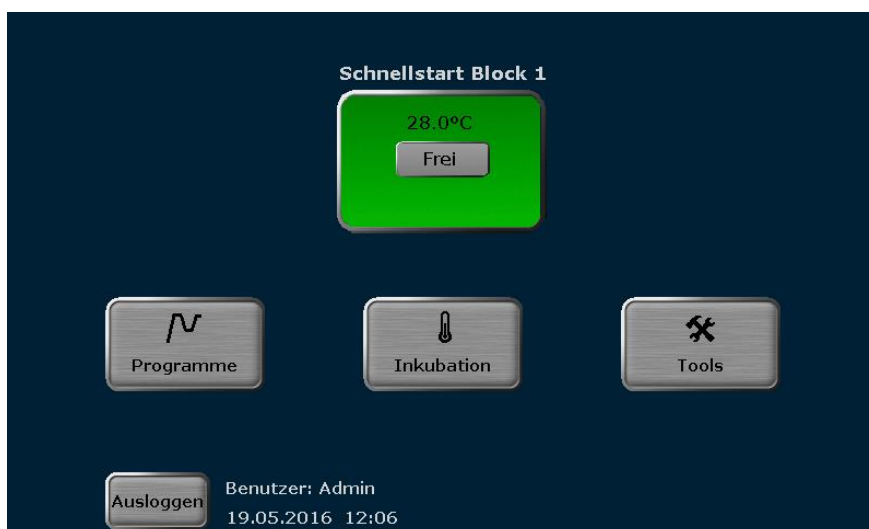 Schnellstart Block 1
28.0°C
Frei
Programme
Inkubation
Tools
Ausloggen
Benutzer: Admin
19.05.2016 12:06